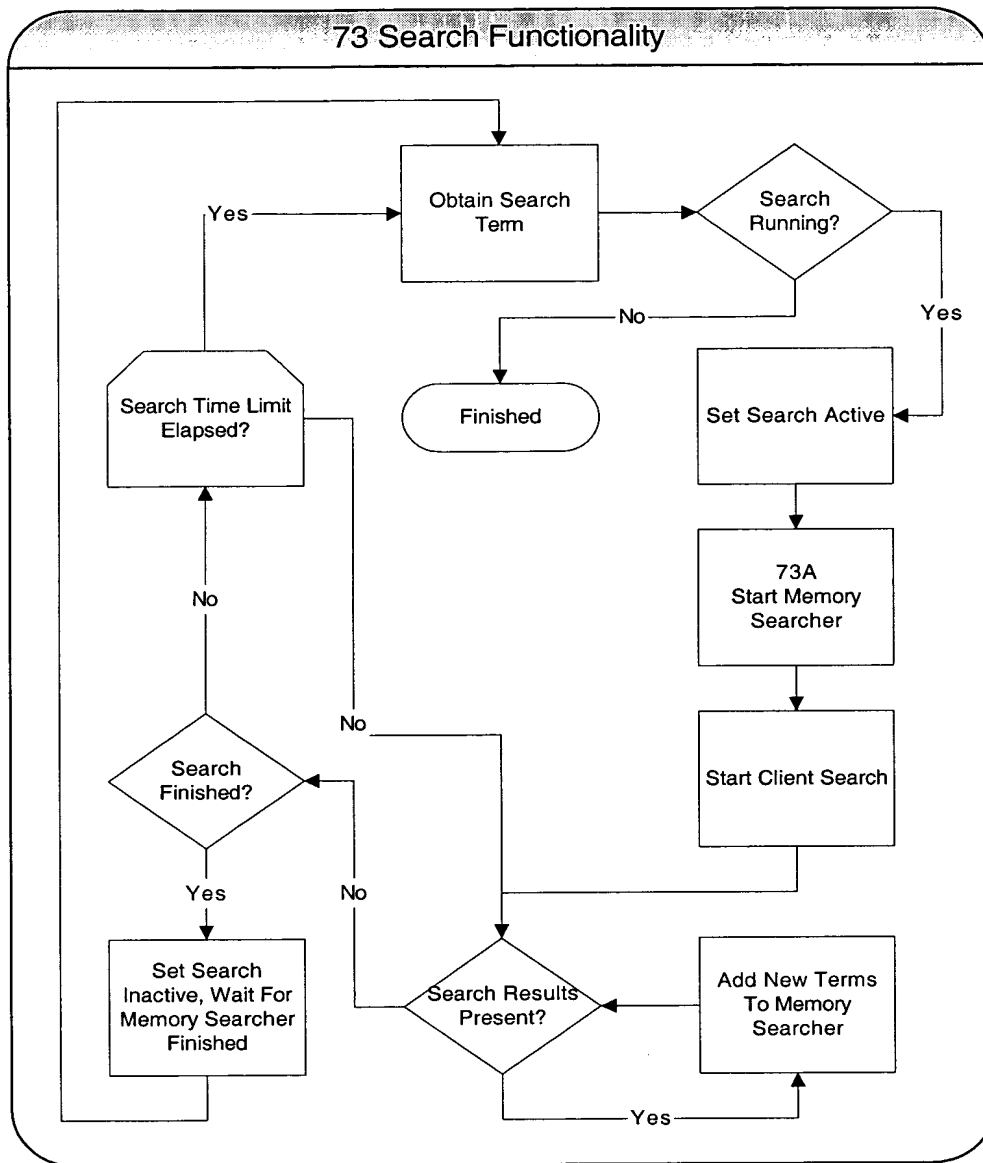 73 Search Functionality
Obtain Search
Term
Search
Running?
Yes
No
Yes
Finished
Search Time Limit
Elapsed?
Set Search Active
73A
Start Memory
Searcher
No
No
Start Client Search
Search
Finished?
Yes
No
Set Search
Inactive, Wait For
Memory Searcher
Finished
Search Results
Present?
Add New Terms
To Memory
Searcher
Yes